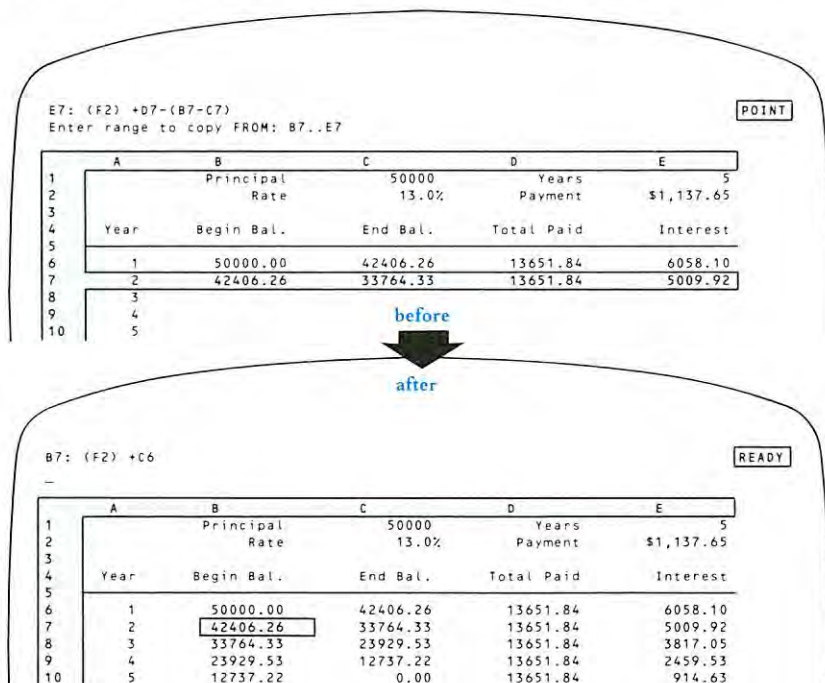 E7: (F2) +D7-(B7-C7) POINT
Enter range to copy FROM: B7..E7
A B C D E
1 Principal 50000 Years 5
2 Rate 13.0% Payment $1,137.65
3
4 Year Begin Bal. End Bal. Total Paid Interest
5
6 1 50000.00 42406.26 13651.84 6058.10
7 2 42406.26 33764.33 13651.84 5009.92
8 3
9 4
10 5
before
after
B7: (F2) +C6 READY
A B C D E
1 Principal 50000 Years 5
2 Rate 13.0% Payment $1,137.65
3
4 Year Begin Bal. End Bal. Total Paid Interest
5
6 1 50000.00 42406.26 13651.84 6058.10
7 2 42406.26 33764.33 13651.84 5009.92
8 3 33764.33 23929.53 13651.84 3817.05
9 4 23929.53 12737.22 13651.84 2459.53
10 5 12737.22 0.00 13651.84 914.63